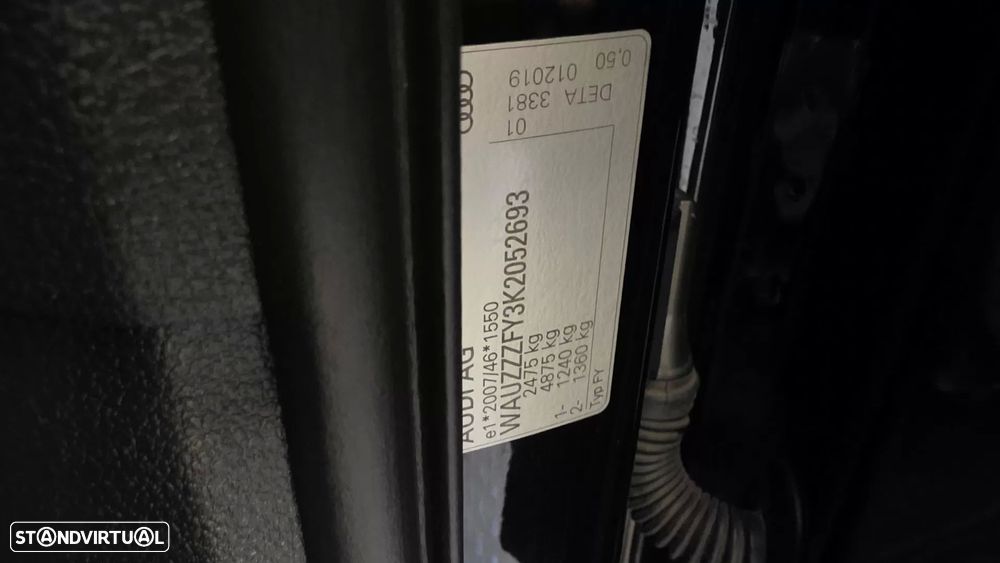 AUDI AG
e1*2007/46*1550
WAUZZZFY3K2052693
2475 kg
4875 kg
1- 1240 kg
2- 1360 kg
Typ FY
01
DETA 3381
012019
0,50
STANDVIRTUAL